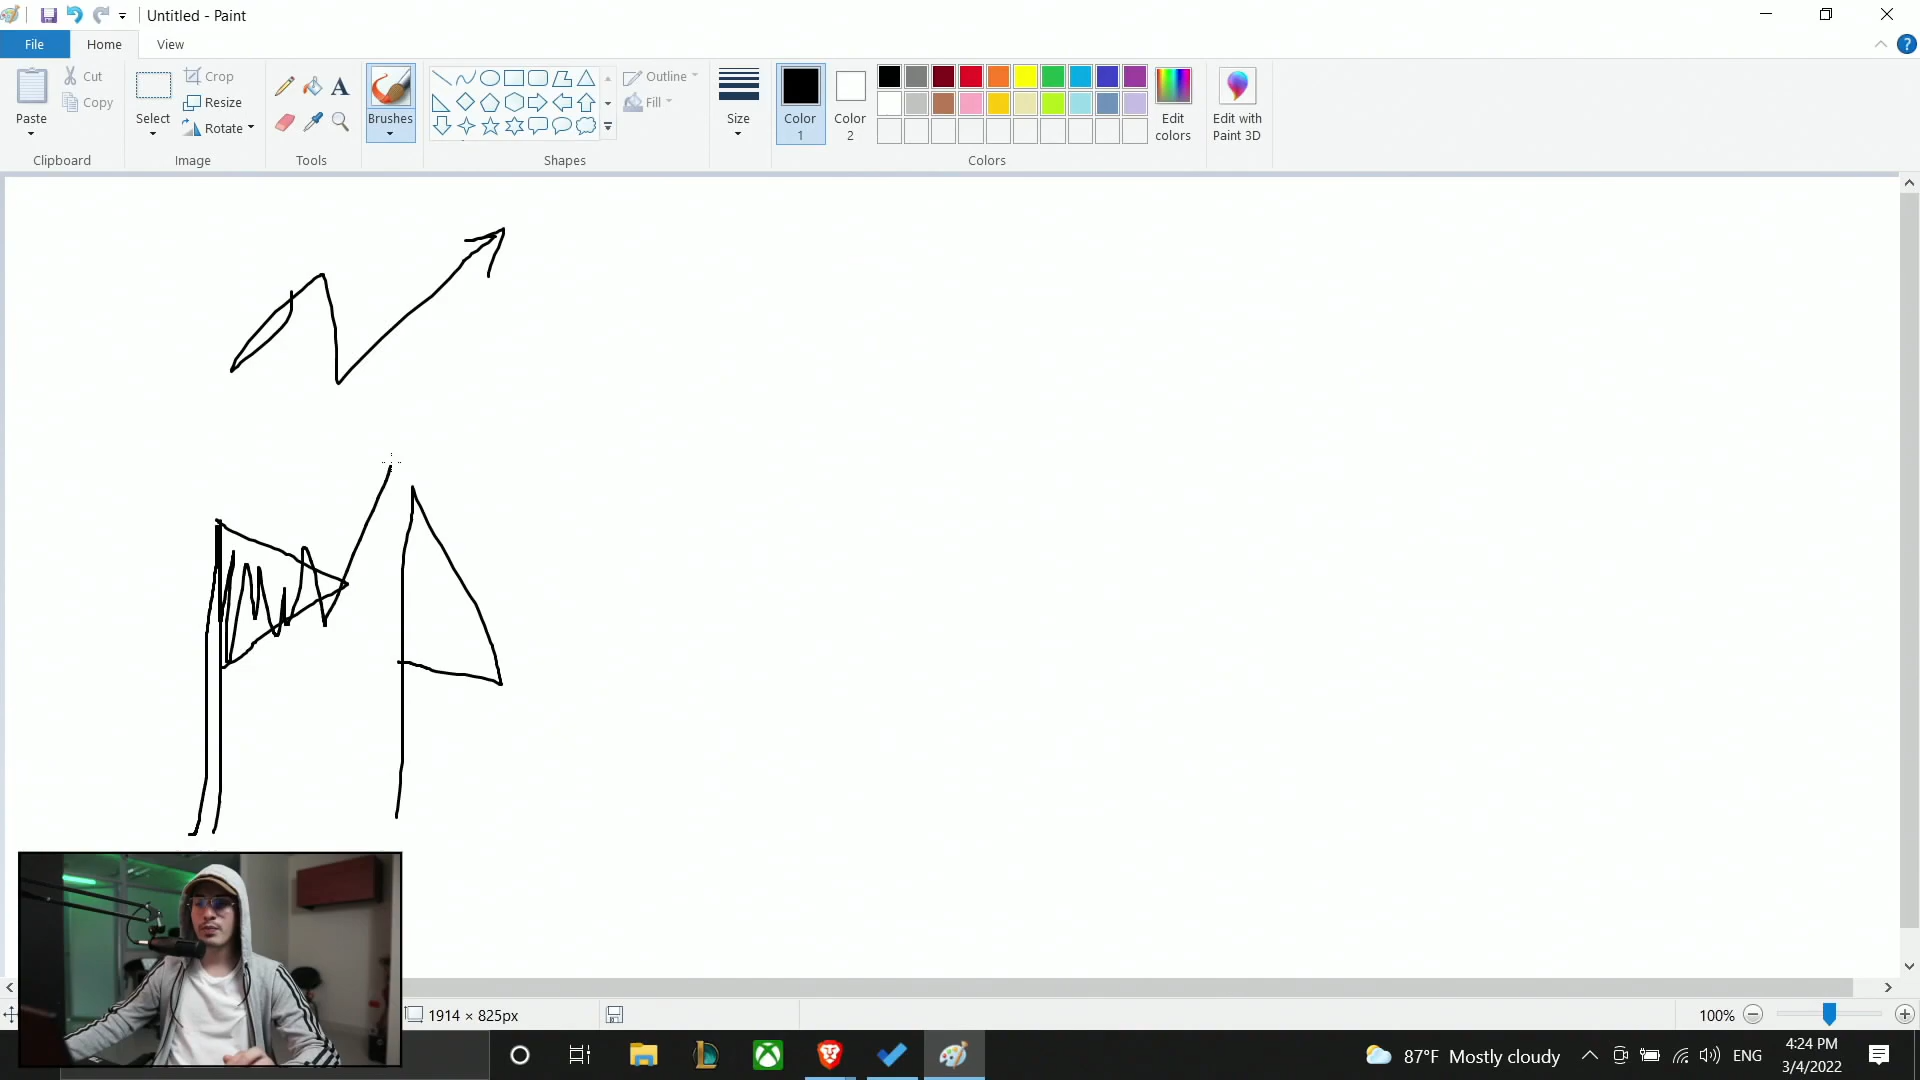 Untitled - Paint
File Home View
Paste
Cut
Copy
Clipboard
Select
Crop
Resize
Rotate
Image
Tools
Brushes
Shapes
Outline
Fill
Size
Color 1
Color 2
Colors
Edit colors
Edit with Paint 3D
1914 × 825px
100%
87°F Mostly cloudy
ENG
4:24 PM
3/4/2022